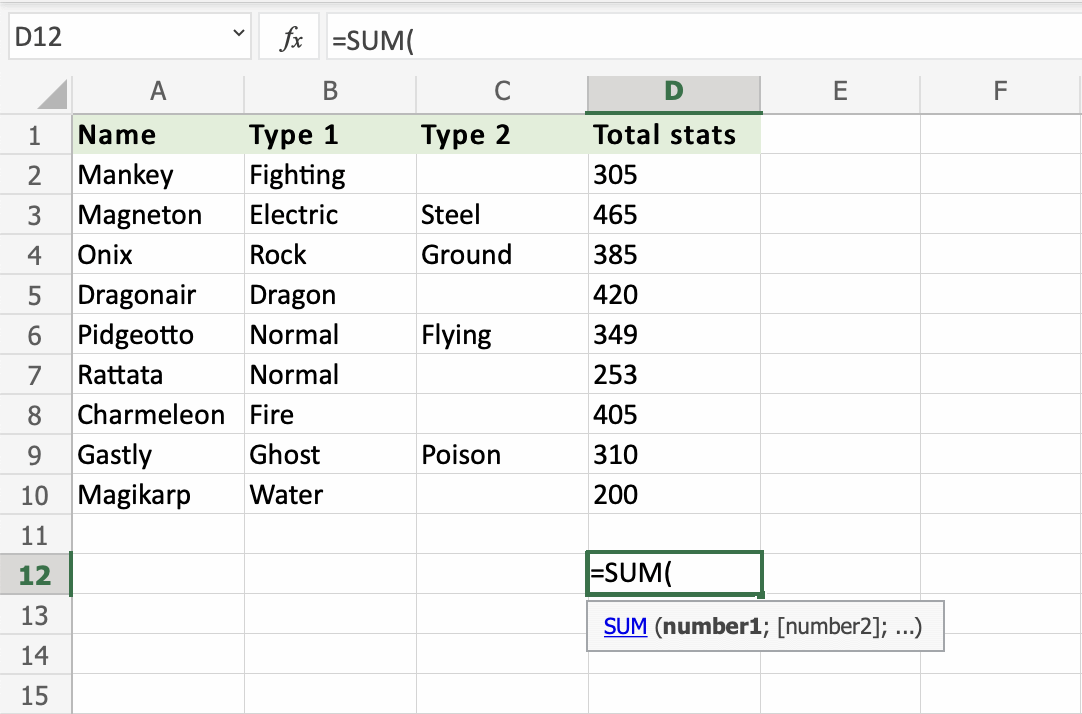 D12 fx =SUM(
A B C D E F
1 Name Type 1 Type 2 Total stats
2 Mankey Fighting 305
3 Magneton Electric Steel 465
4 Onix Rock Ground 385
5 Dragonair Dragon 420
6 Pidgeotto Normal Flying 349
7 Rattata Normal 253
8 Charmeleon Fire 405
9 Gastly Ghost Poison 310
10 Magikarp Water 200
11
12 =SUM(
13 SUM (number1; [number2]; ...)
14
15